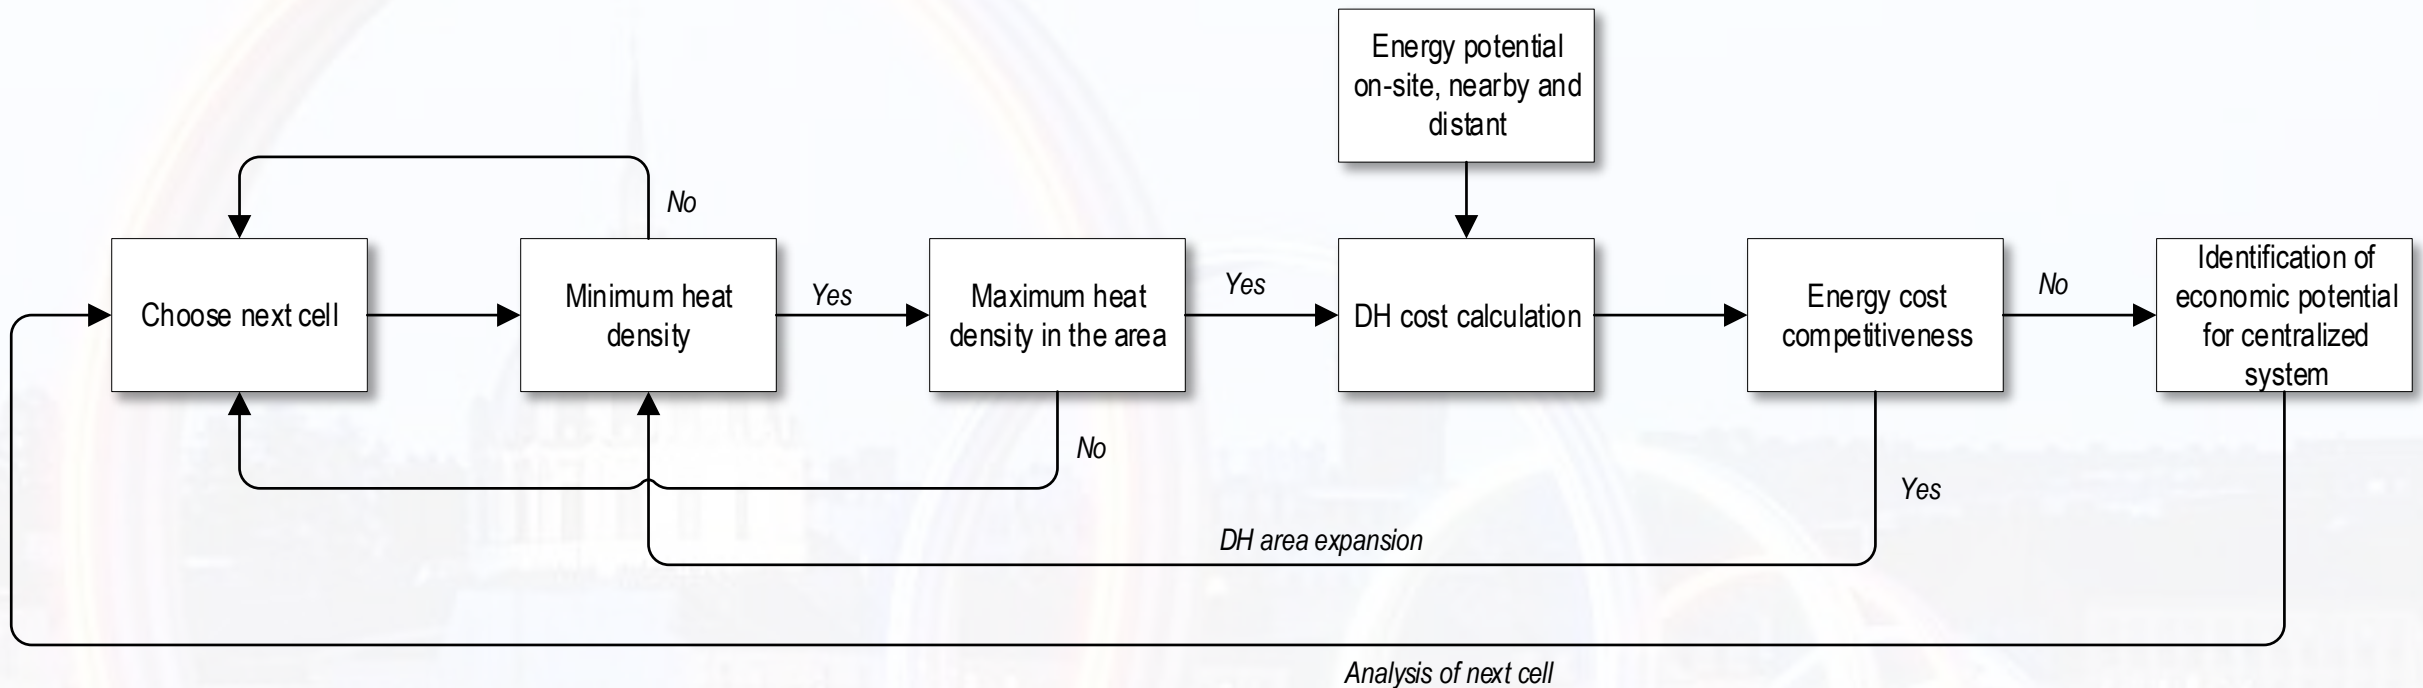 Energy potential
on-site, nearby and
distant
No
Choose next cell
Minimum heat
density
Yes
Maximum heat
density in the area
Yes
DH cost calculation
Energy cost
competitiveness
No
Identification of
economic potential
for centralized
system
No
Yes
DH area expansion
Analysis of next cell